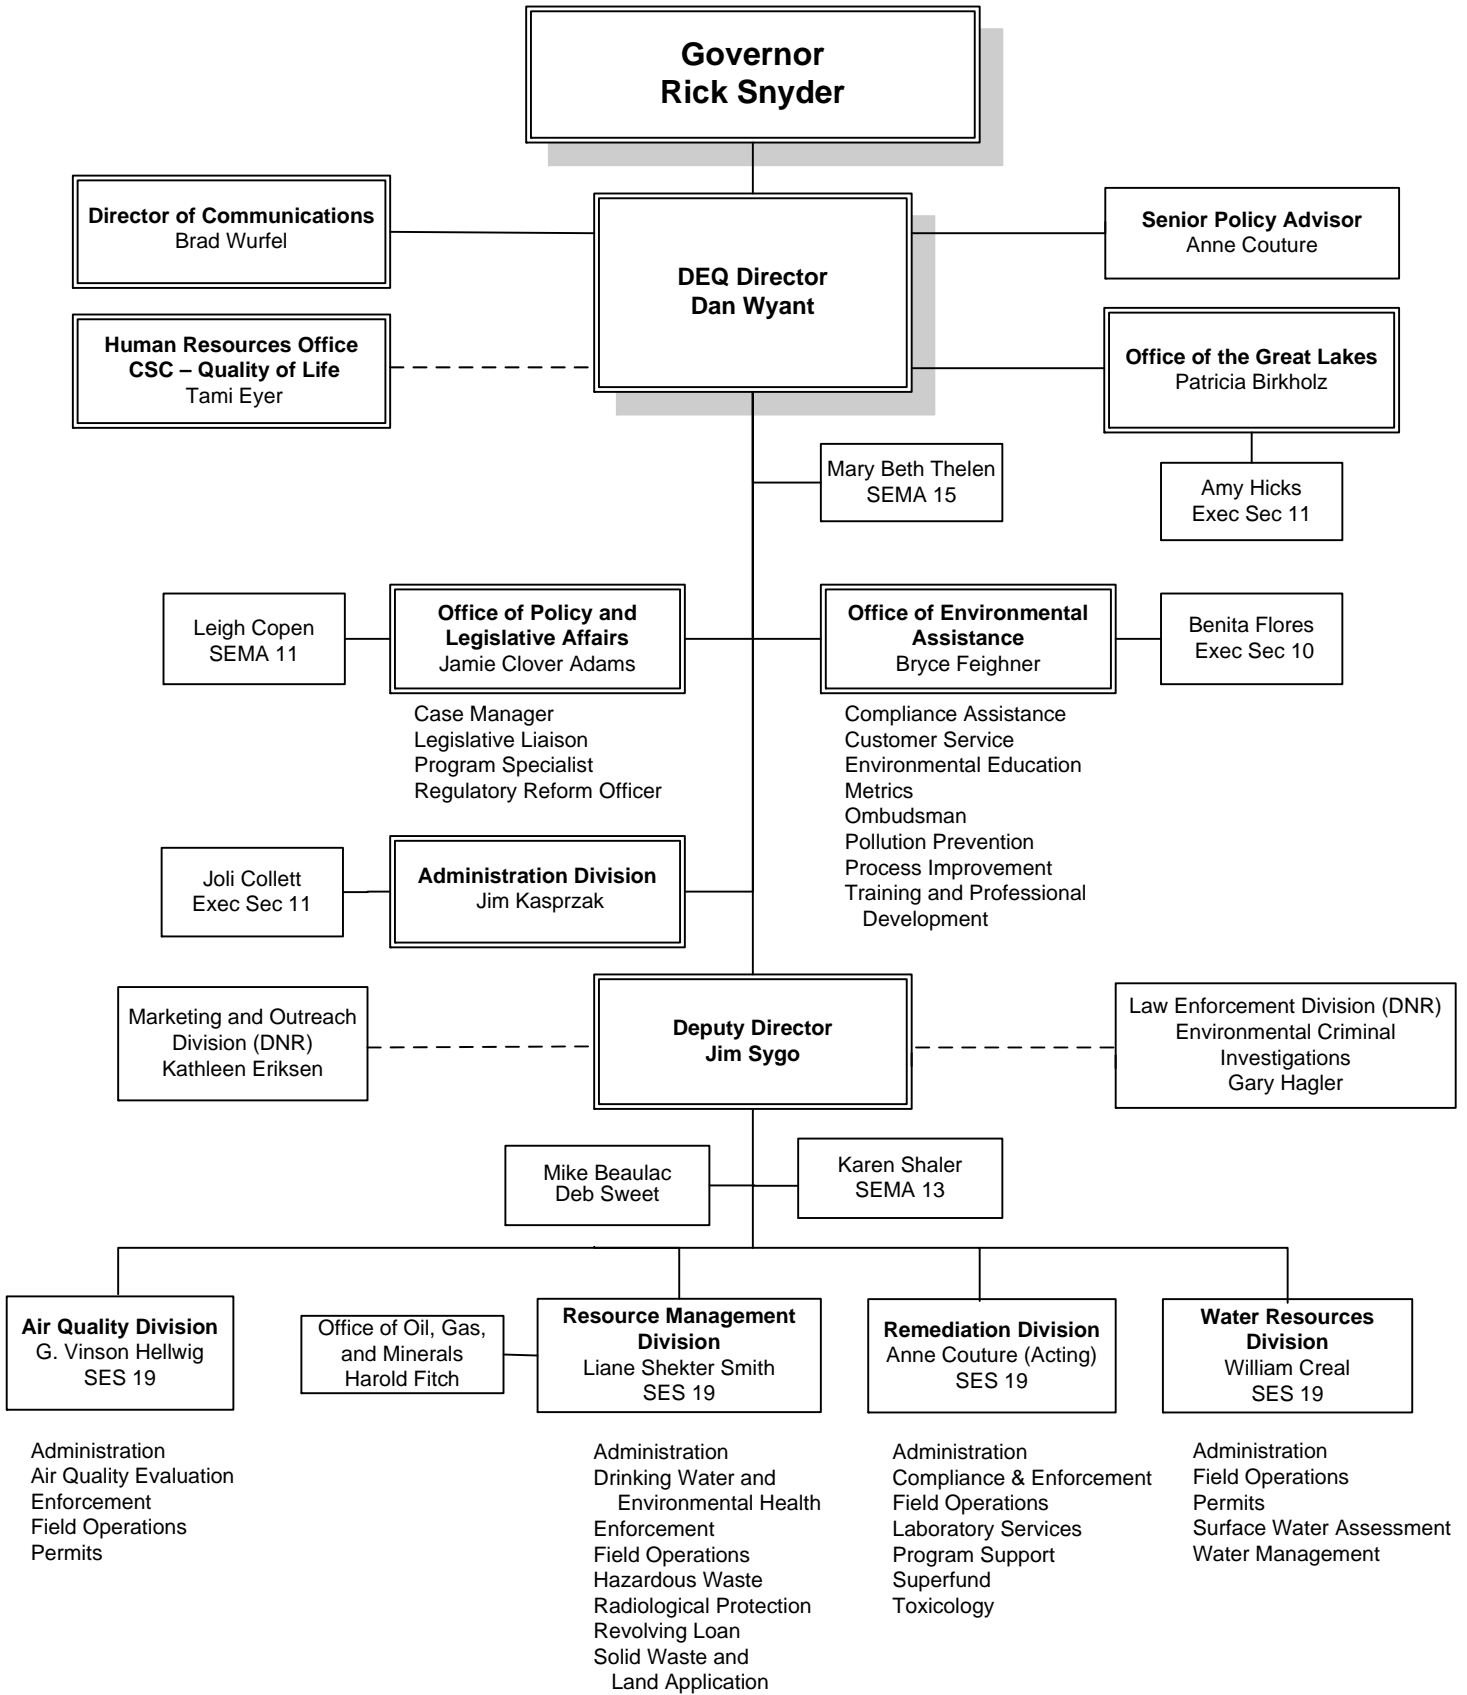 Governor
Rick Snyder
Director of Communications
Brad Wurfel
DEQ Director
Dan Wyant
Senior Policy Advisor
Anne Couture
Human Resources Office
CSC – Quality of Life
Tami Eyer
Office of the Great Lakes
Patricia Birkholz
Mary Beth Thelen
SEMA 15
Amy Hicks
Exec Sec 11
Leigh Copen
SEMA 11
Office of Policy and
Legislative Affairs
Jamie Clover Adams
Case Manager
Legislative Liaison
Program Specialist
Regulatory Reform Officer
Office of Environmental
Assistance
Bryce Feighner
Compliance Assistance
Customer Service
Environmental Education
Metrics
Ombudsman
Pollution Prevention
Process Improvement
Training and Professional
Development
Benita Flores
Exec Sec 10
Joli Collett
Exec Sec 11
Administration Division
Jim Kasprzak
Marketing and Outreach
Division (DNR)
Kathleen Eriksen
Deputy Director
Jim Sygo
Law Enforcement Division (DNR)
Environmental Criminal
Investigations
Gary Hagler
Mike Beaulac
Deb Sweet
Karen Shaler
SEMA 13
Air Quality Division
G. Vinson Hellwig
SES 19
Administration
Air Quality Evaluation
Enforcement
Field Operations
Permits
Office of Oil, Gas,
and Minerals
Harold Fitch
Resource Management
Division
Liane Shekter Smith
SES 19
Administration
Drinking Water and
Environmental Health
Enforcement
Field Operations
Hazardous Waste
Radiological Protection
Revolving Loan
Solid Waste and
Land Application
Remediation Division
Anne Couture (Acting)
SES 19
Administration
Compliance & Enforcement
Field Operations
Laboratory Services
Program Support
Superfund
Toxicology
Water Resources
Division
William Creal
SES 19
Administration
Field Operations
Permits
Surface Water Assessment
Water Management